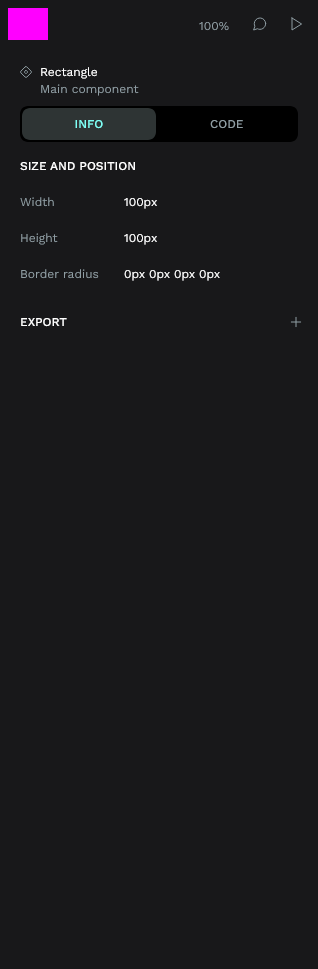 100%
Rectangle
Main component
INFO CODE
SIZE AND POSITION
Width 100px
Height 100px
Border radius 0px 0px 0px 0px
EXPORT